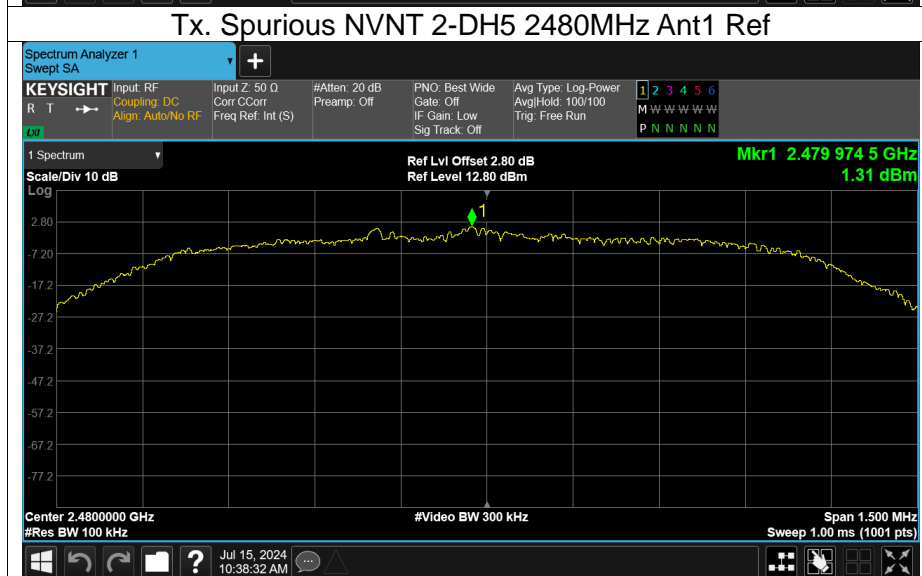 Tx. Spurious NVNT 2-DH5 2480MHz Ant1 Ref
Spectrum Analyzer 1
Swept SA
+
KEYSIGHT
R T
LXI
Input: RF
Coupling: DC
Align: Auto/No RF
Input Z: 50 Ω
Corr CCorr
Freq Ref: Int (S)
#Atten: 20 dB
Preamp: Off
PNO: Best Wide
Gate: Off
IF Gain: Low
Sig Track: Off
Avg Type: Log-Power
Avg|Hold: 100/100
Trig: Free Run
1 2 3 4 5 6
M W W W W W
P N N N N N
1 Spectrum
Scale/Div 10 dB
Ref Lvl Offset 2.80 dB
Ref Level 12.80 dBm
Mkr1 2.479 974 5 GHz
1.31 dBm
Log
1
2.80
-7.20
-17.2
-27.2
-37.2
-47.2
-57.2
-67.2
-77.2
Center 2.4800000 GHz
#Video BW 300 kHz
Span 1.500 MHz
#Res BW 100 kHz
Sweep 1.00 ms (1001 pts)
?
Jul 15, 2024
10:38:32 AM